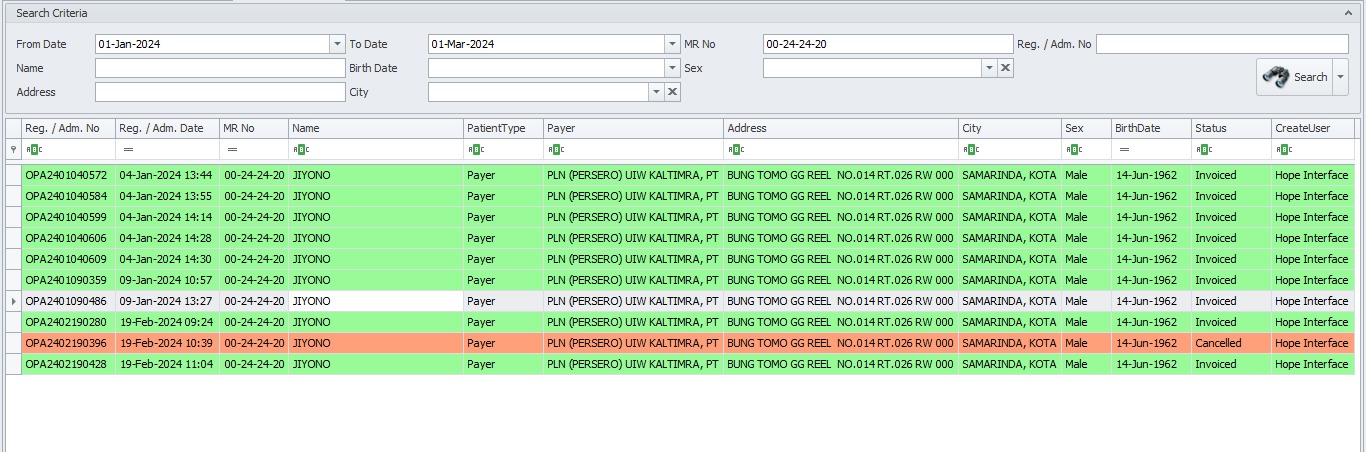 Search Criteria
From Date 01-Jan-2024 To Date 01-Mar-2024 MR No 00-24-24-20 Reg. / Adm. No
Name Birth Date Sex Search
Address City
Reg. / Adm. No Reg. / Adm. Date MR No Name PatientType Payer Address City Sex BirthDate Status CreateUser
ABC = = ABC ABC ABC ABC ABC ABC = ABC ABC
OPA2401040572 04-Jan-2024 13:44 00-24-24-20 JIYONO Payer PLN (PERSERO) UIW KALTIMRA, PT BUNG TOMO GG REEL NO.014 RT.026 RW 000 SAMARINDA, KOTA Male 14-Jun-1962 Invoiced Hope Interface
OPA2401040584 04-Jan-2024 13:55 00-24-24-20 JIYONO Payer PLN (PERSERO) UIW KALTIMRA, PT BUNG TOMO GG REEL NO.014 RT.026 RW 000 SAMARINDA, KOTA Male 14-Jun-1962 Invoiced Hope Interface
OPA2401040599 04-Jan-2024 14:14 00-24-24-20 JIYONO Payer PLN (PERSERO) UIW KALTIMRA, PT BUNG TOMO GG REEL NO.014 RT.026 RW 000 SAMARINDA, KOTA Male 14-Jun-1962 Invoiced Hope Interface
OPA2401040606 04-Jan-2024 14:28 00-24-24-20 JIYONO Payer PLN (PERSERO) UIW KALTIMRA, PT BUNG TOMO GG REEL NO.014 RT.026 RW 000 SAMARINDA, KOTA Male 14-Jun-1962 Invoiced Hope Interface
OPA2401040609 04-Jan-2024 14:30 00-24-24-20 JIYONO Payer PLN (PERSERO) UIW KALTIMRA, PT BUNG TOMO GG REEL NO.014 RT.026 RW 000 SAMARINDA, KOTA Male 14-Jun-1962 Invoiced Hope Interface
OPA2401090359 09-Jan-2024 10:57 00-24-24-20 JIYONO Payer PLN (PERSERO) UIW KALTIMRA, PT BUNG TOMO GG REEL NO.014 RT.026 RW 000 SAMARINDA, KOTA Male 14-Jun-1962 Invoiced Hope Interface
OPA2401090486 09-Jan-2024 13:27 00-24-24-20 JIYONO Payer PLN (PERSERO) UIW KALTIMRA, PT BUNG TOMO GG REEL NO.014 RT.026 RW 000 SAMARINDA, KOTA Male 14-Jun-1962 Invoiced Hope Interface
OPA2402190280 19-Feb-2024 09:24 00-24-24-20 JIYONO Payer PLN (PERSERO) UIW KALTIMRA, PT BUNG TOMO GG REEL NO.014 RT.026 RW 000 SAMARINDA, KOTA Male 14-Jun-1962 Invoiced Hope Interface
OPA2402190396 19-Feb-2024 10:39 00-24-24-20 JIYONO Payer PLN (PERSERO) UIW KALTIMRA, PT BUNG TOMO GG REEL NO.014 RT.026 RW 000 SAMARINDA, KOTA Male 14-Jun-1962 Cancelled Hope Interface
OPA2402190428 19-Feb-2024 11:04 00-24-24-20 JIYONO Payer PLN (PERSERO) UIW KALTIMRA, PT BUNG TOMO GG REEL NO.014 RT.026 RW 000 SAMARINDA, KOTA Male 14-Jun-1962 Invoiced Hope Interface